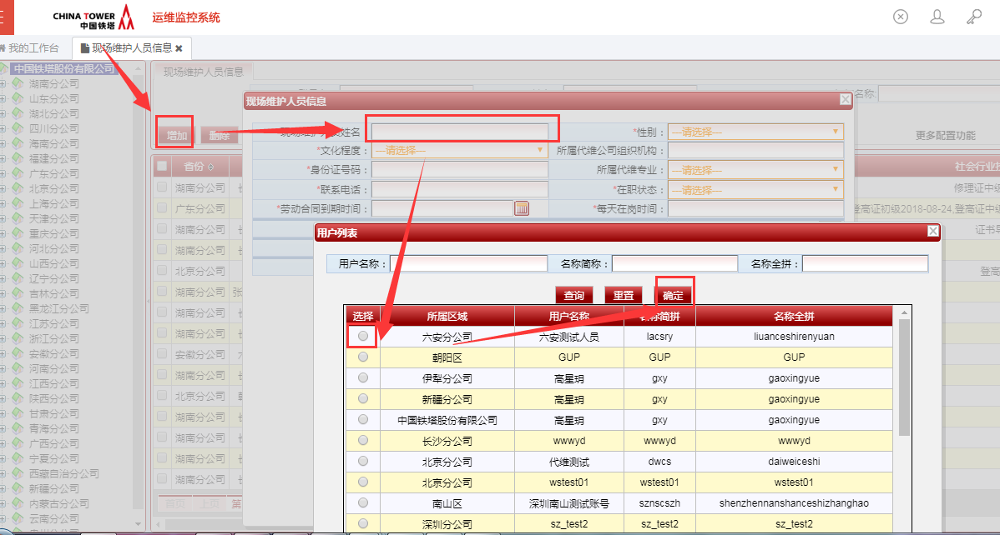 CHINA TOWER
中国铁塔
运维监控系统
我的工作台
现场维护人员信息
中国铁塔股份有限公司
湖南分公司
山东分公司
湖北分公司
四川分公司
海南分公司
福建分公司
广东分公司
北京分公司
上海分公司
天津分公司
重庆分公司
河北分公司
山西分公司
辽宁分公司
吉林分公司
黑龙江分公司
江苏分公司
浙江分公司
安徽分公司
河南分公司
江西分公司
陕西分公司
甘肃分公司
青海分公司
广西分公司
宁夏分公司
西藏自治分公司
新疆分公司
内蒙古分公司
云南分公司
现场维护人员信息
名称:
增加
删除
更多配置功能
省份
社会行业
湖南分公司
修理证中级
广东分公司
登高证初级2018-08-24,登高证中级
湖南分公司
湖南分公司
北京分公司
湖南分公司 张
湖南分公司
湖南分公司
安徽分公司
湖南分公司
北京分公司
湖南分公司
湖南分公司
湖南分公司
湖南分公司
首页 上页 第
现场维护人员信息
姓名
*性别： ---请选择---
*文化程度： ---请选择---
所属代维公司组织机构：
*身份证号码：
所属代维专业： ---请选择---
*联系电话：
*在职状态： ---请选择---
*劳动合同到期时间：
*每天在岗时间：
用户列表
用户名称： 名称简称： 名称全拼：
查询 重置 确定
选择 所属区域 用户名称 名称简拼 名称全拼
六安分公司 六安测试人员 lacsry liuanceshirenyuan
朝阳区 GUP GUP GUP
伊犁分公司 高星玥 gxy gaoxingyue
新疆分公司 高星玥 gxy gaoxingyue
中国铁塔股份有限公司 高星玥 gxy gaoxingyue
长沙分公司 wwwyd wwwyd wwwyd
北京分公司 代维测试 dwcs daiweiceshi
北京分公司 wstest01 wstest01 wstest01
南山区 深圳南山测试账号 sznscszh shenzhennanshanceshizhanghao
深圳分公司 sz_test2 sz_test2 sz_test2